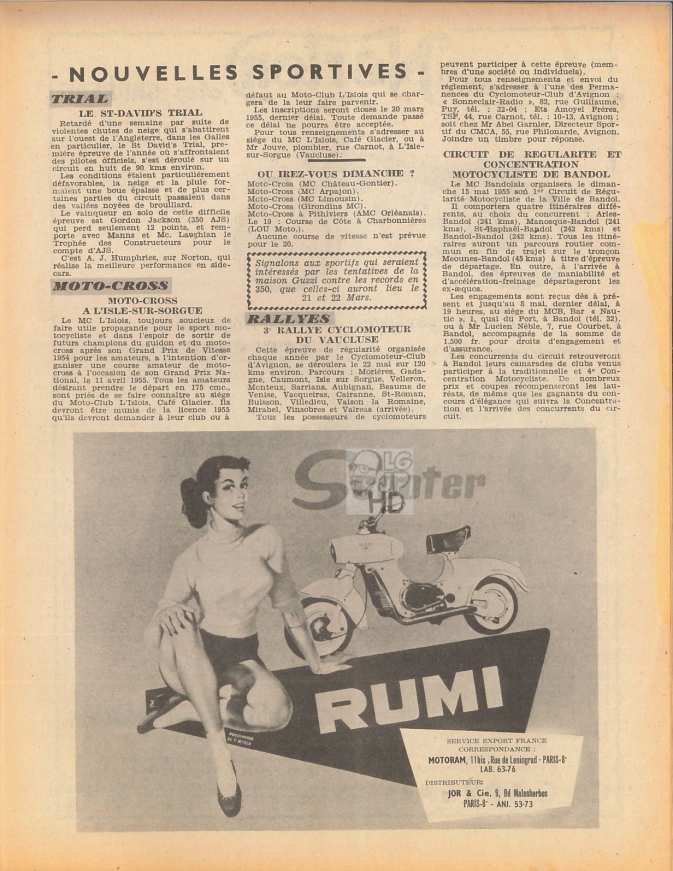 - NOUVELLES SPORTIVES -
TRIAL
LE ST-DAVID'S TRIAL
Retardé d'une semaine par suite de
violentes chutes de neige qui s'abattirent
sur l'ouest de l'Angleterre, dans les Galles
en particulier, le St David's Trial, pre-
mière épreuve de l'année où s'affrontaient
des pilotes officiels, s'est déroulé sur un
circuit en huit de 90 kms environ.
Les conditions étaient particulièrement
défavorables, la neige et la pluie for-
maient une boue épaisse et de plus cer-
taines parties du circuit passaient dans
des vallées noyées de brouillard.
Le vainqueur en solo de cette difficile
épreuve est Gordon Jackson (350 AJS)
qui perd seulement 12 points, et rem-
porte avec Manns et Mc. Laughlan le
Trophée des Constructeurs pour le
compte d'AJS.
C'est A. J. Humphries, sur Norton, qui
réalise la meilleure performance en side-
cars.
MOTO-CROSS
MOTO-CROSS
A L'ISLE-SUR-SORGUE
Le MC L'Islois, toujours soucieux de
faire utile propagande pour le sport mo-
tocycliste et dans l'espoir de sortir de
futurs champions du guidon et du moto-
cross après son Grand Prix de Vitesse
1954 pour les amateurs, a l'intention d'or-
ganiser une course amateur de moto-
cross à l'occasion de son Grand Prix Na-
tional, le 11 avril 1955. Tous les amateurs
désirant prendre le départ en 175 cmc.,
sont priés de se faire connaître au siège
du Moto-Club L'Islois, Café Glacier. Ils
devront être munis de la licence 1955
qu'ils devront demander à leur club ou à
défaut au Moto-Club L'Islois qui se char-
gera de la leur faire parvenir.
Les inscriptions seront closes le 20 mars
1955, dernier délai. Toute demande passé
ce délai ne pourra être acceptée.
Pour tous renseignements s'adresser au
siège du MC L'Islois, Café Glacier, ou à
Mr Jouve, plombier, rue Carnot, à L'Isle-
sur-Sorgue (Vaucluse).
OU IREZ-VOUS DIMANCHE ?
Moto-Cross (MC Château-Gontier).
Moto-Cross (MC Arpajon).
Moto-Cross (MC Limousin).
Moto-Cross (Girondins MC).
Moto-Cross à Pithiviers (AMC Orléanais).
Le 19 : Course de Côte à Charbonnières
(LOU Moto.).
Aucune course de vitesse n'est prévue
pour le 20.
Signalons aux sportifs qui seraient
intéressés par les tentatives de la
maison Guzzi contre les records en
350, que celles-ci auront lieu le
21 et 22 Mars.
RALLYES
3e RALLYE CYCLOMOTEUR
DU VAUCLUSE
Cette épreuve de régularité organisée
chaque année par le Cyclomoteur-Club
d'Avignon, se déroulera le 22 mai sur 120
kms environ. Parcours : Morières, Gada-
gne, Caumont, Isle sur Sorgue, Velleron,
Monteux, Sarrians, Aubignan, Beaume de
Venise, Vacqueiras, Cairanne, St-Roman,
Buisson, Villedieu, Vaison la Romaine,
Mirabel, Vinsobres et Valreas (arrivée).
Tous les possesseurs de cyclomoteurs
peuvent participer à cette épreuve (mem-
bres d'une société ou individuels).
Pour tous renseignements et envoi du
règlement, s'adresser à l'une des Perma-
nences du Cyclomoteur-Club d'Avignon ;
« Sonneclair-Radio », 82, rue Guillaume,
Puy, tél. : 32-04 ; Ets Amoyel Frères,
TSF, 44, rue Carnot, tél. : 10-13, Avignon ;
soit chez Mr Abel Garnier, Directeur Spor-
tif du CMCA, 55, rue Philonarde, Avignon.
Joindre un timbre pour réponse.
CIRCUIT DE REGULARITE ET
CONCENTRATION
MOTOCYCLISTE DE BANDOL
Le MC Bandolais organisera le diman-
che 15 mai 1955 son 1er Circuit de Régu-
larité Motocycliste de la Ville de Bandol.
Il comportera quatre itinéraires diffé-
rents, au choix du concurrent : Arles-
Bandol (241 kms), Manosque-Bandol (241
kms), St-Raphaël-Bandol (242 kms) et
Bandol-Bandol (242 kms). Tous les itiné-
raires auront un parcours routier com-
mun en fin de trajet sur le tronçon
Meounes-Bandol (45 kms) à titre d'épreuve
de départage. En outre, à l'arrivée à
Bandol, des épreuves de maniabilité et
d'accélération-freinage départageront les
ex-æquos.
Les engagements sont reçus dès à pré-
sent et jusqu'au 8 mai, dernier délai, à
19 heures, au siège du MCB, Bar « Nau-
tic », 1, quai du Port, à Bandol (tél. 32),
ou à Mr Lucien Nèble, 7, rue Courbet, à
Bandol, accompagnés de la somme de
1.500 fr. pour droits d'engagement
d'assurance.
Les concurrents du circuit retrouveront
à Bandol leurs camarades de clubs venus
participer à la traditionnelle et 4e Con-
centration Motocycliste. De nombreux
prix et coupes récompenseront les lau-
réats, de même que les gagnants du con-
cours d'élégance qui suivra la Concentra-
tion et l'arrivée des concurrents du cir-
cuit.
Scooter
LG
HD
RUMI
SERVICE EXPORT FRANCE
CORRESPONDANCE :
MOTORAM, 11bis, Rue de Leningrad - PARIS-8e
LAB. 63-76
DISTRIBUTEUR:
JOR & Cie, 9, Bd Malesherbes
PARIS-8e - ANJ. 53-73